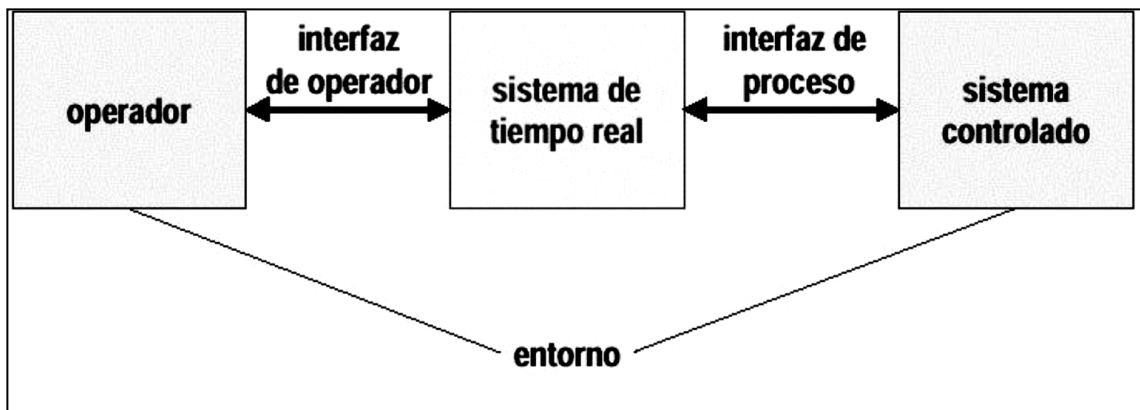 operador
interfaz
de operador
sistema de
tiempo real
interfaz de
proceso
sistema
controlado
entorno